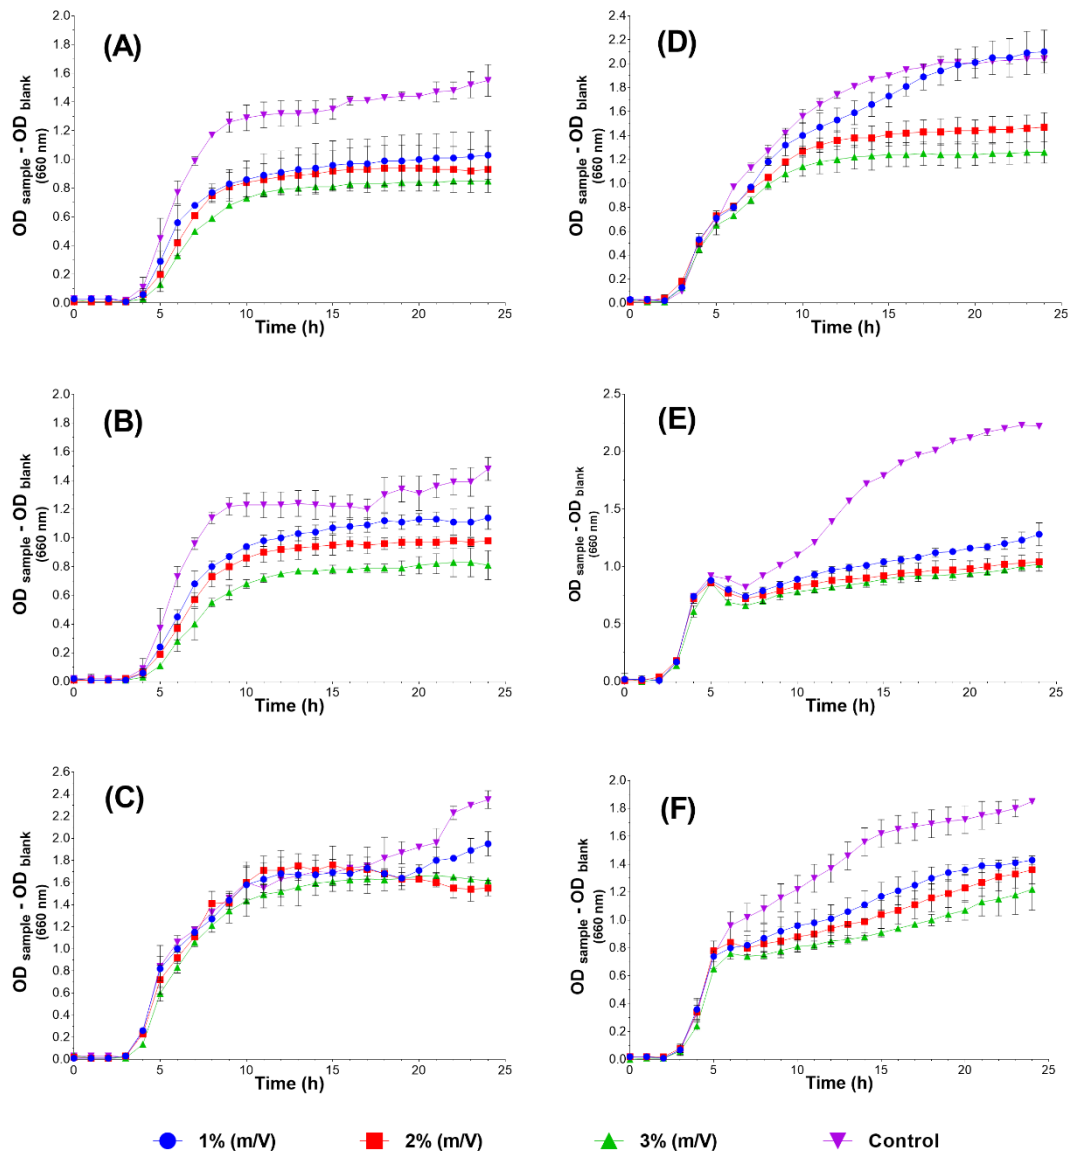 (A)
OD sample - OD blank
(660 nm)
2.0
1.8
1.6
1.4
1.2
1.0
0.8
0.6
0.4
0.2
0.0
0 5 10 15 20 25
Time (h)
(D)
OD sample - OD blank
(660 nm)
2.4
2.2
2.0
1.8
1.6
1.4
1.2
1.0
0.8
0.6
0.4
0.2
0.0
0 5 10 15 20 25
Time (h)
(B)
OD sample - OD blank
(660 nm)
2.0
1.8
1.6
1.4
1.2
1.0
0.8
0.6
0.4
0.2
0.0
0 5 10 15 20 25
Time (h)
(E)
OD sample - OD blank
(660 nm)
2.5
2.0
1.5
1.0
0.5
0.0
0 5 10 15 20 25
Time (h)
(C)
OD sample - OD blank
(660 nm)
2.6
2.4
2.2
2.0
1.8
1.6
1.4
1.2
1.0
0.8
0.6
0.4
0.2
0.0
0 5 10 15 20 25
Time (h)
(F)
OD sample - OD blank
(660 nm)
2.0
1.8
1.6
1.4
1.2
1.0
0.8
0.6
0.4
0.2
0.0
0 5 10 15 20 25
Time (h)
1% (m/V) 2% (m/V) 3% (m/V) Control